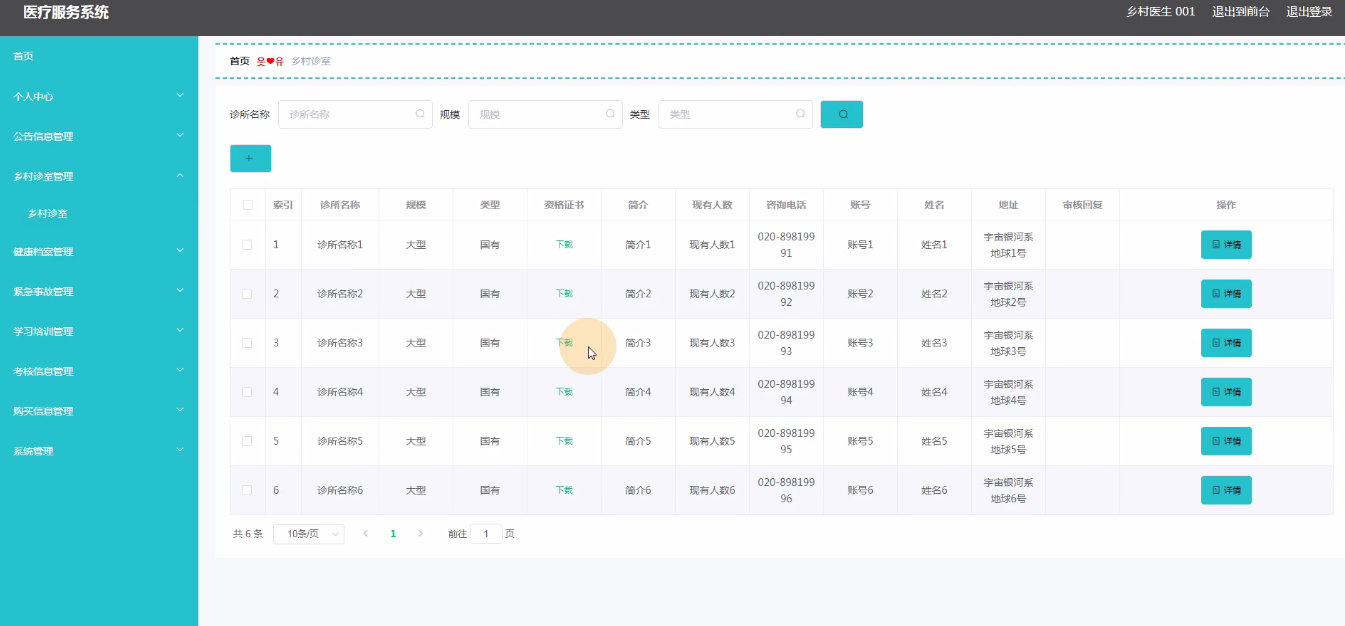 医疗服务系统
乡村医生 001 退出到前台 退出登录
首页
个人中心
公告信息管理
乡村诊室管理
乡村诊室
健康档室管理
紧急事故管理
学习培训管理
考核信息管理
购买信息管理
系统管理
首页 웃❤유 乡村诊室
诊所名称 诊所名称 规模 规模 类型 类型
+
索引 诊所名称 规模 类型 资格证书 简介 现有人数 咨询电话 账号 姓名 地址 审核回复 操作
1 诊所名称1 大型 国有 下载 简介1 现有人数1 020-898199
91 账号1 姓名1 宇宙银河系
地球1号 详情
2 诊所名称2 大型 国有 下载 简介2 现有人数2 020-898199
92 账号2 姓名2 宇宙银河系
地球2号 详情
3 诊所名称3 大型 国有 下载 简介3 现有人数3 020-898199
93 账号3 姓名3 宇宙银河系
地球3号 详情
4 诊所名称4 大型 国有 下载 简介4 现有人数4 020-898199
94 账号4 姓名4 宇宙银河系
地球4号 详情
5 诊所名称5 大型 国有 下载 简介5 现有人数5 020-898199
95 账号5 姓名5 宇宙银河系
地球5号 详情
6 诊所名称6 大型 国有 下载 简介6 现有人数6 020-898199
96 账号6 姓名6 宇宙银河系
地球6号 详情
共 6 条 10条/页 1 前往 1 页